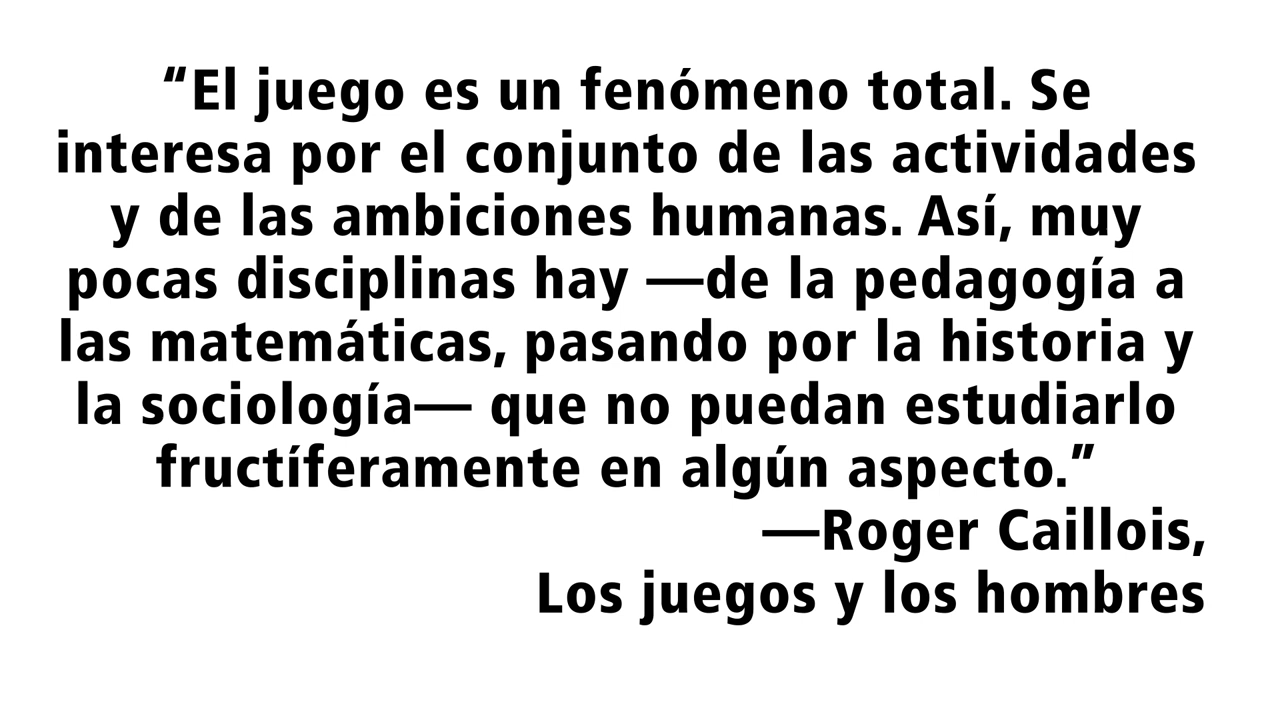 “El juego es un fenómeno total. Se
interesa por el conjunto de las actividades
y de las ambiciones humanas. Así, muy
pocas disciplinas hay —de la pedagogía a
las matemáticas, pasando por la historia y
la sociología— que no puedan estudiarlo
fructíferamente en algún aspecto.”
—Roger Caillois,
Los juegos y los hombres